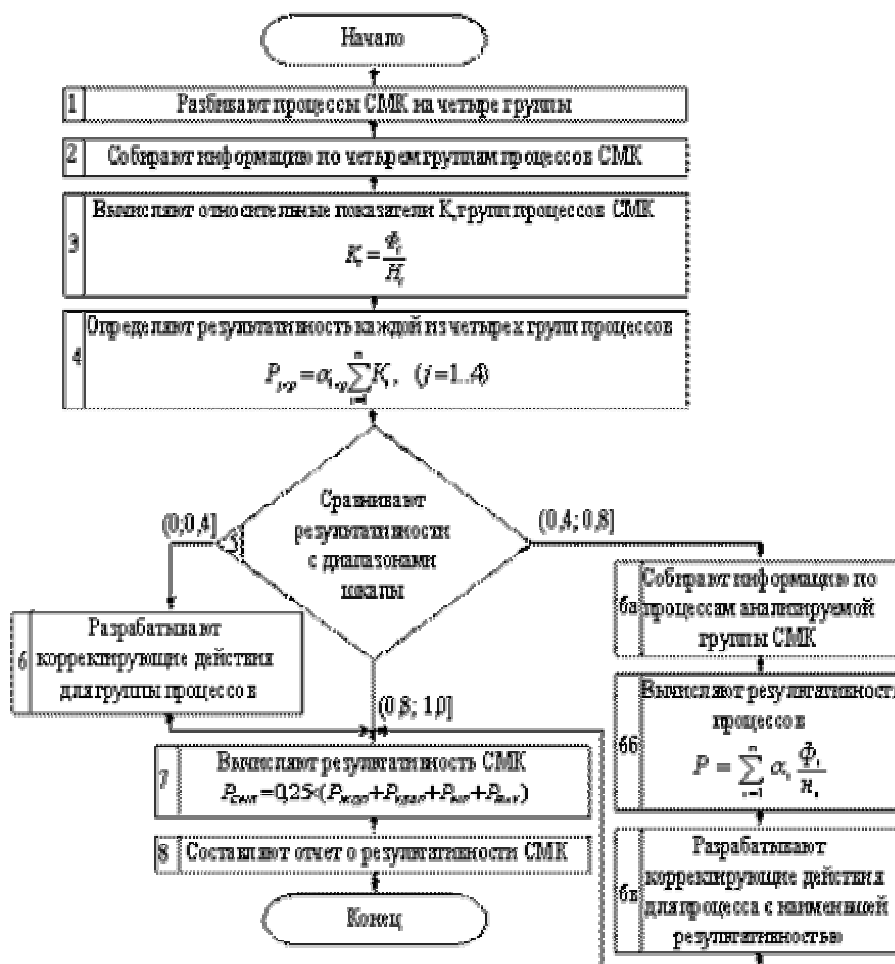 Начало
1
Разбивают процессы СМК на четыре группы
2
Собирают информацию по четырем группам процессов СМК
3
Вычисляют относительные показатели Kᵢ групп процессов СМК
4
Определяют результативность каждой из четырех групп процессов
(j=1..4)
5
Сравнивают
результативности
с диапазонами
шкалы
(0;0,4]
(0,4; 0,8]
(0,8; 1,0]
6
Разрабатывают
корректирующие действия
для группы процессов
6а
Собирают информацию по
процессам анализируемой
группы СМК
6б
Вычисляют результативность
процессов
6в
Разрабатывают
корректирующие действия
для процесса с наименьшей
результативностью
7
Вычисляют результативность СМК
8
Составляют отчет о результативности СМК
Конец